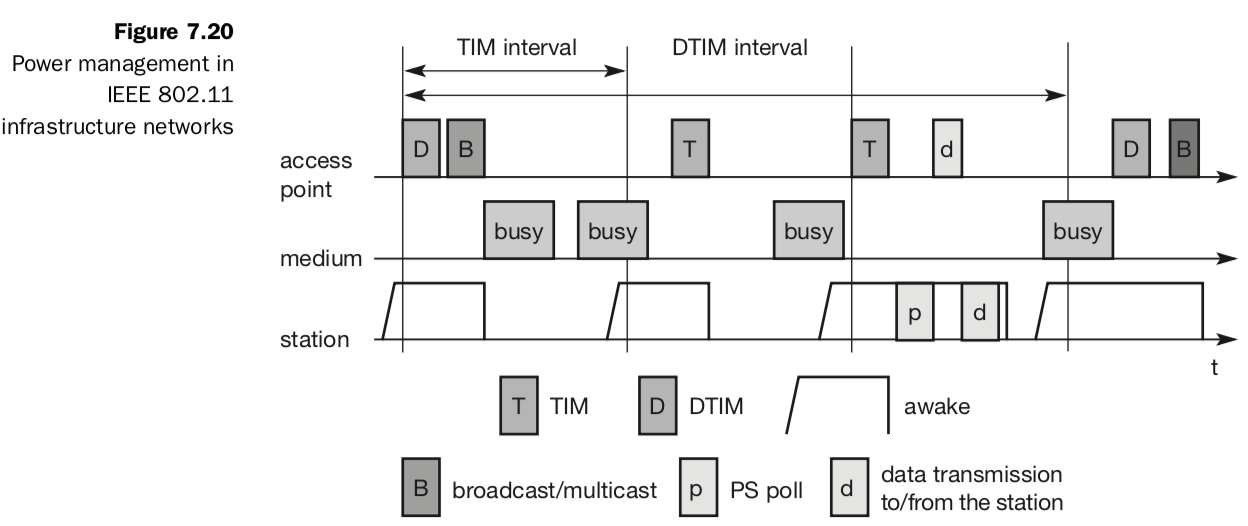 Figure 7.20
Power management in
IEEE 802.11
infrastructure networks
TIM interval DTIM interval
D B T T d D B
access
point
busy busy busy busy
medium
p d
station
t
T TIM D DTIM awake
B broadcast/multicast p PS poll d data transmission
to/from the station